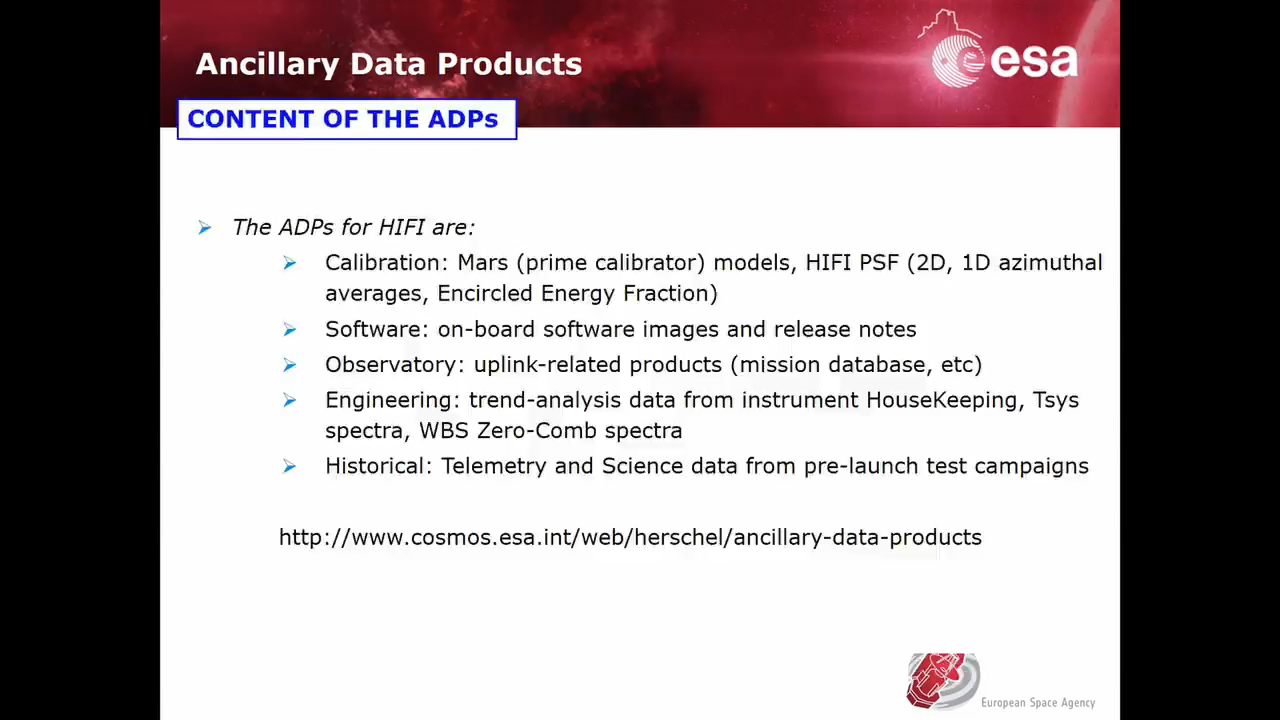 Ancillary Data Products
esa
CONTENT OF THE ADPs
The ADPs for HIFI are:
Calibration: Mars (prime calibrator) models, HIFI PSF (2D, 1D azimuthal
averages, Encircled Energy Fraction)
Software: on-board software images and release notes
Observatory: uplink-related products (mission database, etc)
Engineering: trend-analysis data from instrument HouseKeeping, Tsys
spectra, WBS Zero-Comb spectra
Historical: Telemetry and Science data from pre-launch test campaigns
http://www.cosmos.esa.int/web/herschel/ancillary-data-products
European Space Agency